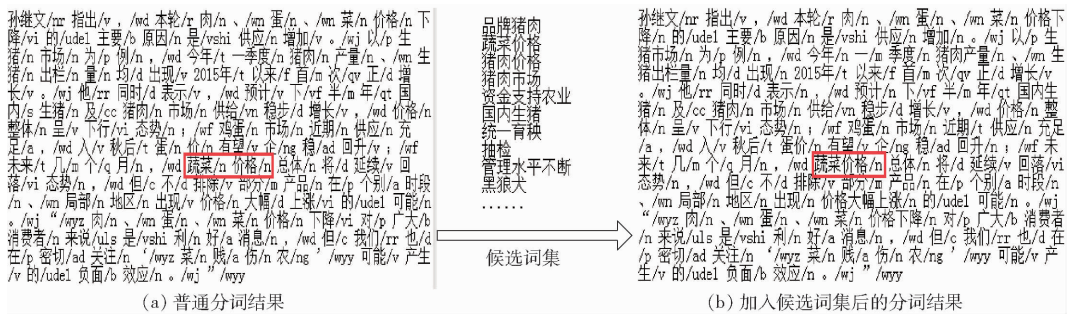 孙继文/nr 指出/v , /wd 本轮/r 肉/n 、/wn 蛋/n 、/wn 菜/n 价格/n 下
降/vi 的/ude1 主要/b 原因/n 是/vshi 供应/n 增加/v 。/wj 以/p 生
猪/n 市场/n 为/p 例/n , /wd 今年/t 一季度/n 猪肉/n 产量/n 、/wn 生
猪/n 出栏/n 量/n 均/d 出现/v 2015年/t 以来/f 首/m 次/qv 正/d 增
长/v 。/wj 他/rr 同时/d 表示/v , /wd 预计/v 下/vf 半/m 年/qt 国
内/s 生猪/n 及/cc 猪肉/n 市场/n 供给/vn 稳步/d 增长/v , /wd 价格/n
整体/n 呈/v 下行/vi 态势/n ; /wf 鸡蛋/n 市场/n 近期/n 供应/n 充
足/a , /wd 入/v 秋后/t 蛋/n 价/n 有望/v 企/ng 稳/ad 回升/v ; /wf
未来/t 几/m 个/q 月/n , /wd 蔬菜/n 价格/n 总体/n 将/d 延续/v 回
落/vi 态势/n , /wd 但/c 不/d 排除/v 部分/m 产品/n 在/p 个别/a 时段
/n 、/wn 局部/n 地区/n 出现/v 价格/n 大幅/d 上涨/vi 的/ude1 可能/n
。/wj “/wyz 肉/n 、/wn 蛋/n 、/wn 菜/n 价格/n 下降/vi 对/p 广大/b
消费者/n 来说/uls 是/vshi 利/n 好/a 消息/n , /wd 但/c 我们/rr 也/d
在/p 密切/ad 关注/n ‘/wyz 菜/n 贱/a 伤/n 农/ng ’/wyy 可能/v 产生
/v 的/ude1 负面/b 效应/n 。/wj ”/wyy
(a) 普通分词结果
品牌猪肉
蔬菜价格
猪肉价格
猪肉市场
资金支持农业
国内生猪
统一育秧
抽检
管理水平不断
黑狼犬
······
候选词集
孙继文/nr 指出/v , /wd 本轮/r 肉/n 、/wn 蛋/n 、/wn 菜/n 价格下
降/n 的/ude1 主要/b 原因/n 是/vshi 供应增加/n 。/wj 以/p 生
猪市场/n 为/p 例/n , /wd 今年/n 一/m 季度/n 猪肉产量/n 、/wn 生
猪出栏量/n 均/d 出现/n 2015年/t 以来/f 首/m 次/qv 正/d 增长/v
。/wj 他/rr 同时/d 表示/v , /wd 预计/v 下/vf 半/m 年/qt 国内生
猪/n 及/cc 猪肉市场/n 供给/vn 稳步/d 增长/v , /wd 价格/n 整
体/n 呈/v 下行/vi 态势/n ; /wf 鸡蛋/n 市场/n 近期/t 供应/n 充足
/a , /wd 入/v 秋后/t 蛋价/n 有望/v 企/ng 稳/ad 回升/v ; /wf 未
来/t 几/m 个/q 月/n , /wd 蔬菜价格/n 总体/n 将/d 延续/v 回落/vi
态势/n , /wd 但/c 不/d 排除/v 部分/m 产品/n 在/p 个别/a 时段/n
、/wn 局部/n 地区/n 出现/n 价格大幅上涨/n 的/ude1 可能/n 。/wj
“/wyz 肉/n 、/wn 蛋/n 、/wn 菜/n 价格下降/n 对/p 广大/b 消费者
/n 来说/uls 是/vshi 利/n 好/a 消息/n , /wd 但/c 我们/rr 也/d 在
/p 密切/ad 关注/n ‘/wyz 菜/n 贱/a 伤/n 农/ng ’/wyy 可能/v 产
生/v 的/ude1 负面/b 效应/n 。/wj ”/wyy
(b) 加入候选词集后的分词结果